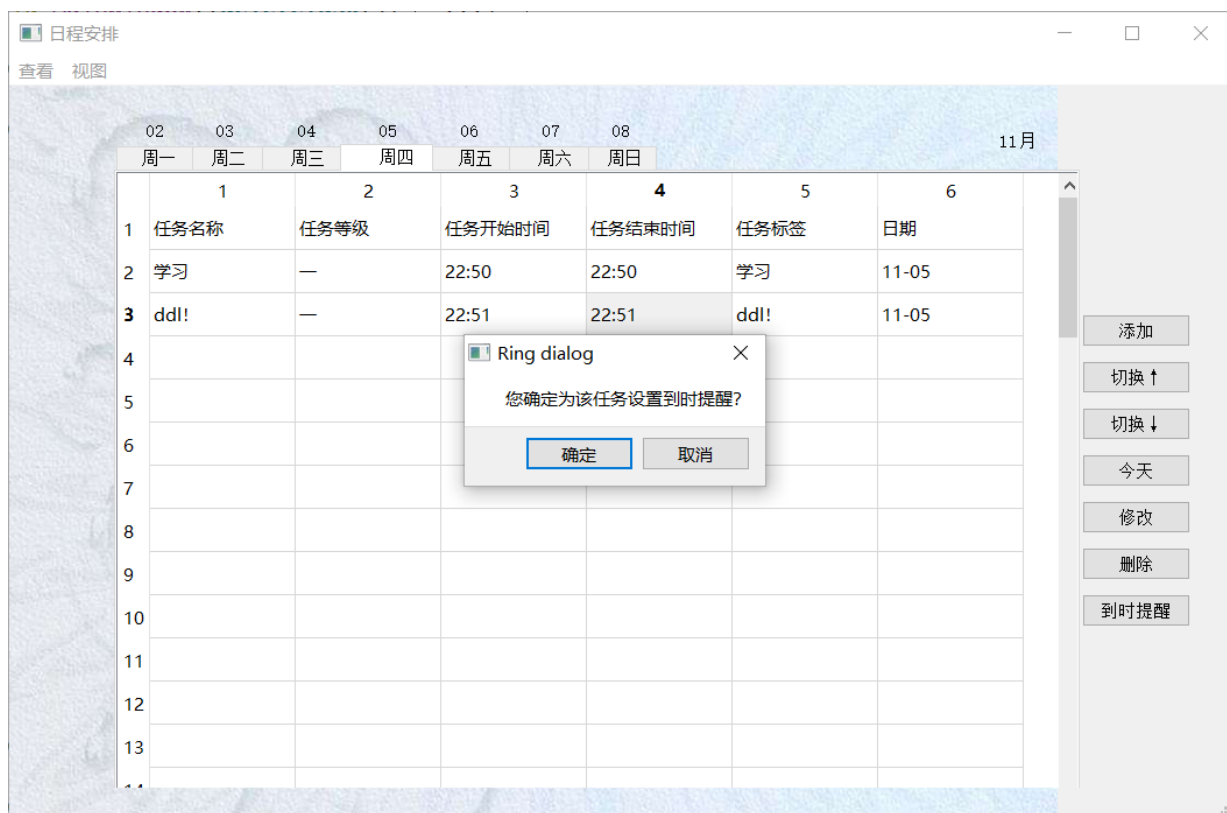 日程安排
查看 视图
02 03 04 05 06 07 08
11月
周一 周二 周三 周四 周五 周六 周日
1 2 3 4 5 6
1 任务名称 任务等级 任务开始时间 任务结束时间 任务标签 日期
2 学习 一 22:50 22:50 学习 11-05
3 ddl! 一 22:51 22:51 ddl! 11-05
4
5
6
7
8
9
10
11
12
13
Ring dialog
您确定为该任务设置到时提醒?
确定 取消
添加
切换↑
切换↓
今天
修改
删除
到时提醒